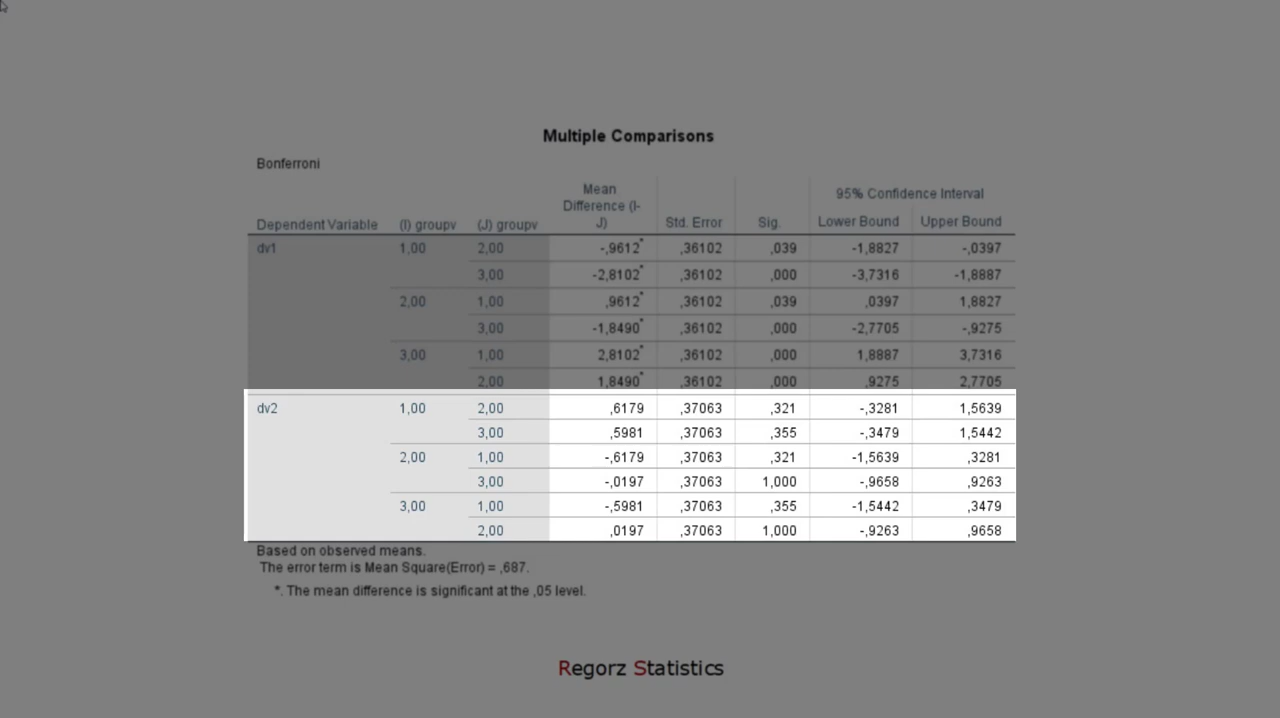 Multiple Comparisons
Bonferroni
Dependent Variable (I) groupv (J) groupv Mean Difference (I-J) Std. Error Sig. 95% Confidence Interval Lower Bound Upper Bound
dv1 1,00 2,00 -,9612* ,36102 ,039 -1,8827 -,0397
3,00 -2,8102* ,36102 ,000 -3,7316 -1,8887
2,00 1,00 ,9612* ,36102 ,039 ,0397 1,8827
3,00 -1,8490* ,36102 ,000 -2,7705 -,9275
3,00 1,00 2,8102* ,36102 ,000 1,8887 3,7316
2,00 1,8490* ,36102 ,000 ,9275 2,7705
dv2 1,00 2,00 ,6179 ,37063 ,321 -,3281 1,5639
3,00 ,5981 ,37063 ,355 -,3479 1,5442
2,00 1,00 -,6179 ,37063 ,321 -1,5639 ,3281
3,00 -,0197 ,37063 1,000 -,9658 ,9263
3,00 1,00 -,5981 ,37063 ,355 -1,5442 ,3479
2,00 ,0197 ,37063 1,000 -,9263 ,9658
Based on observed means.
The error term is Mean Square(Error) = ,687.
*. The mean difference is significant at the ,05 level.
Regorz Statistics